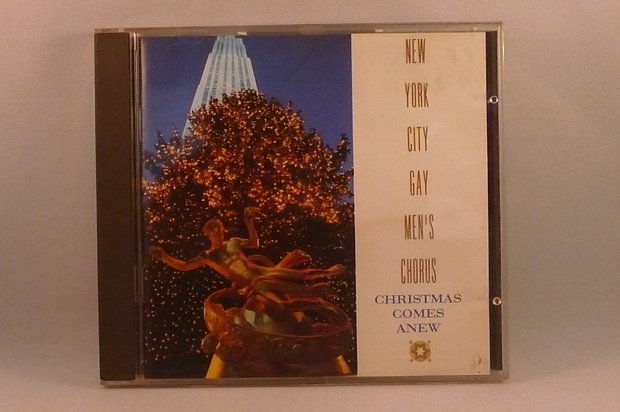 NEW
YORK
CITY
GAY
MEN'S
CHORUS
CHRISTMAS
COMES
ANEW